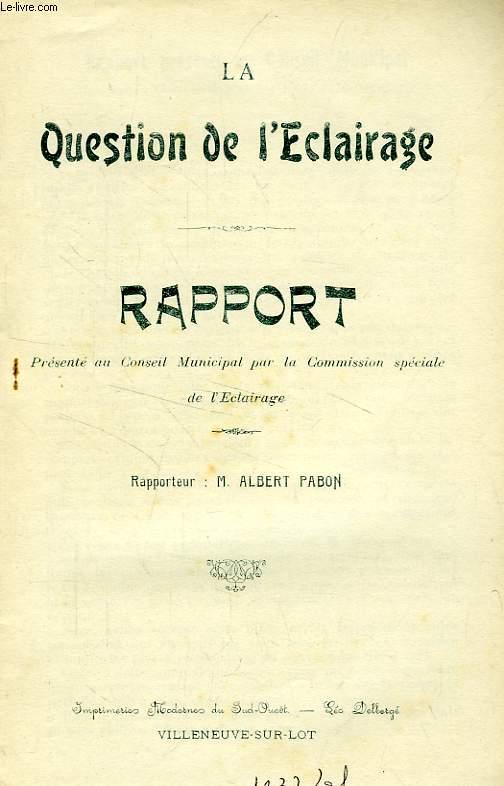 Le-livre.com
LA
Question de l'Eclairage
RAPPORT
Présenté au Conseil Municipal par la Commission spéciale
de l'Eclairage
Rapporteur : M. ALBERT PABON
Imprimeries Modernes du Sud-Ouest. — Léo Delbergé
VILLENEUVE-SUR-LOT